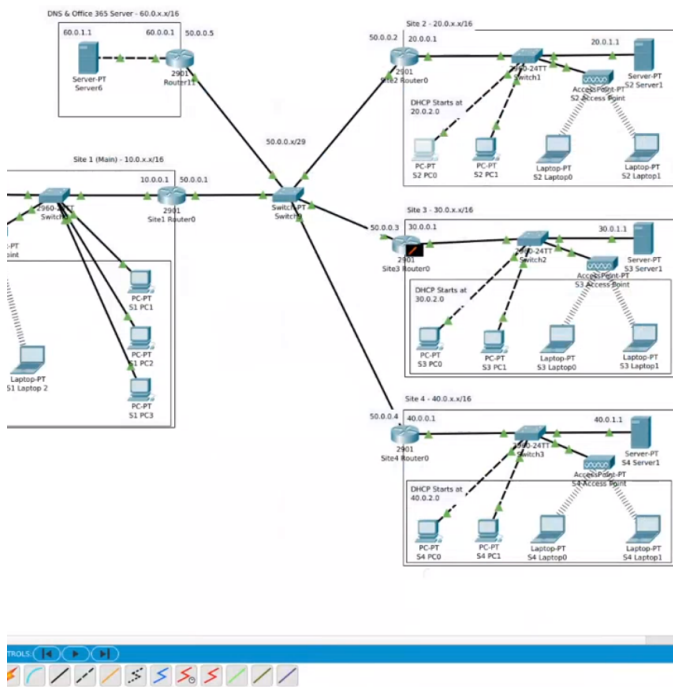 DNS & Office 365 Server - 60.0.x.x/16
60.0.1.1
60.0.0.1
50.0.0.5
Server-PT
Server6
2901
Site 2 - 20.0.x.x/16
50.0.0.2
20.0.0.1
20.0.1.1
2901
Site2 Router0
2960-24TT
Switch1
Server-PT
S2 Server1
AccessPoint-PT
S2 Access Point
DHCP Starts at
20.0.2.0
PC-PT
S2 PC0
PC-PT
S2 PC1
Laptop-PT
S2 Laptop0
Laptop-PT
S2 Laptop1
50.0.0.x/29
Site 1 (Main) - 10.0.x.x/16
10.0.0.1
50.0.0.1
2960-24TT
2901
Site1 Router0
PC-PT
S1 PC1
PC-PT
S1 PC2
PC-PT
S1 PC3
Laptop-PT
S1 Laptop 2
Site 3 - 30.0.x.x/16
50.0.0.3
30.0.0.1
30.0.1.1
Site3 Router0
2960-24TT
Switch2
Server-PT
S3 Server1
AccessPoint-PT
S3 Access Point
DHCP Starts at
30.0.2.0
PC-PT
S3 PC0
PC-PT
S3 PC1
Laptop-PT
S3 Laptop0
Laptop-PT
S3 Laptop1
Site 4 - 40.0.x.x/16
50.0.0.4
40.0.0.1
40.0.1.1
2901
Site4 Router0
2960-24TT
Switch3
Server-PT
S4 Server1
AccessPoint-PT
S4 Access Point
DHCP Starts at
40.0.2.0
PC-PT
S4 PC0
PC-PT
S4 PC1
Laptop-PT
S4 Laptop0
Laptop-PT
S4 Laptop1